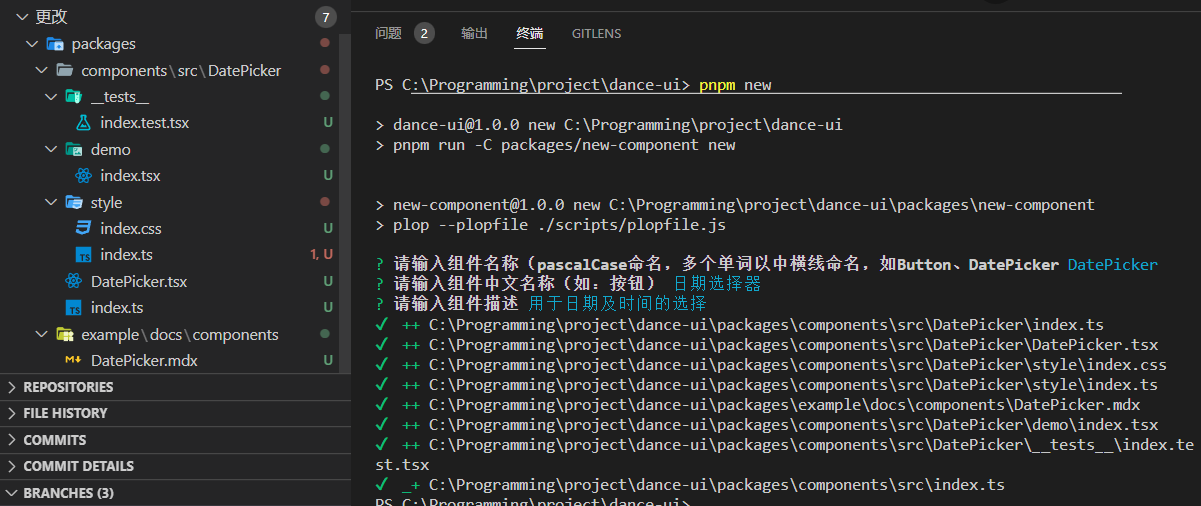 更改
7
packages
components\src\DatePicker
__tests__
index.test.tsx
U
demo
index.tsx
U
style
index.css
U
index.ts
1, U
DatePicker.tsx
U
index.ts
U
example\docs\components
DatePicker.mdx
U
REPOSITORIES
FILE HISTORY
COMMITS
COMMIT DETAILS
BRANCHES (3)
问题 2 输出 终端 GITLENS
PS C:\Programming\project\dance-ui> pnpm new
> dance-ui@1.0.0 new C:\Programming\project\dance-ui
> pnpm run -C packages/new-component new
> new-component@1.0.0 new C:\Programming\project\dance-ui\packages\new-component
> plop --plopfile ./scripts/plopfile.js
? 请输入组件名称（pascalCase命名，多个单词以中横线命名，如Button、DatePicker DatePicker
? 请输入组件中文名称（如：按钮） 日期选择器
? 请输入组件描述 用于日期及时间的选择
✔ ++ C:\Programming\project\dance-ui\packages\components\src\DatePicker\index.ts
✔ ++ C:\Programming\project\dance-ui\packages\components\src\DatePicker\DatePicker.tsx
✔ ++ C:\Programming\project\dance-ui\packages\components\src\DatePicker\style\index.css
✔ ++ C:\Programming\project\dance-ui\packages\components\src\DatePicker\style\index.ts
✔ ++ C:\Programming\project\dance-ui\packages\example\docs\components\DatePicker.mdx
✔ ++ C:\Programming\project\dance-ui\packages\components\src\DatePicker\demo\index.tsx
✔ ++ C:\Programming\project\dance-ui\packages\components\src\DatePicker\__tests__\index.te
st.tsx
✔ _+ C:\Programming\project\dance-ui\packages\components\src\index.ts
PS C:\Programming\project\dance-ui>